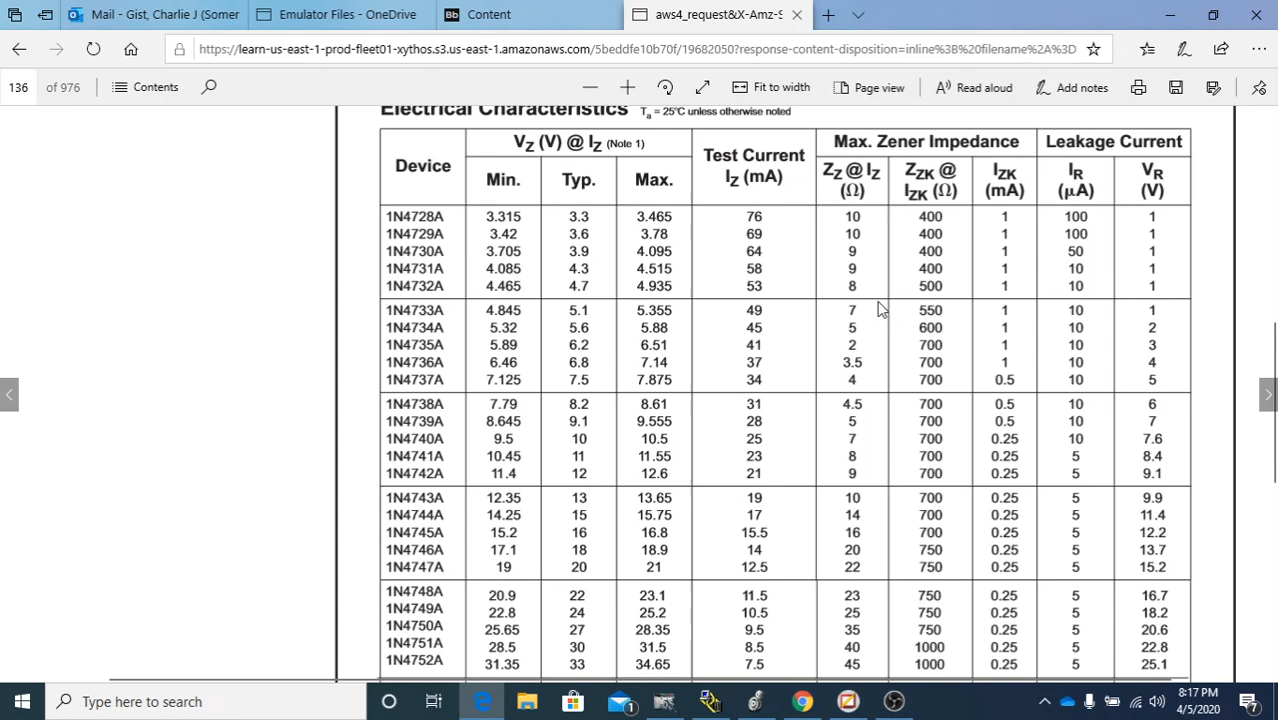 Mail - Gist, Charlie J (Somer Emulator Files - OneDrive Bb Content aws4_request&X-Amz-S
https://learn-us-east-1-prod-fleet01-xythos.s3.us-east-1.amazonaws.com/5beddfe10b70f/19682050?response-content-disposition=inline%3B%20filename%2A%3D
136 of 976 Contents Fit to width Page view Read aloud Add notes
Electrical Characteristics Ta = 25°C unless otherwise noted
Device VZ (V) @ IZ (Note 1) Test Current IZ (mA) Max. Zener Impedance Leakage Current
Min. Typ. Max. ZZ @ IZ (Ω) ZZK @ IZK (Ω) IZK (mA) IR (μA) VR (V)
1N4728A 3.315 3.3 3.465 76 10 400 1 100 1
1N4729A 3.42 3.6 3.78 69 10 400 1 100 1
1N4730A 3.705 3.9 4.095 64 9 400 1 50 1
1N4731A 4.085 4.3 4.515 58 9 400 1 10 1
1N4732A 4.465 4.7 4.935 53 8 500 1 10 1
1N4733A 4.845 5.1 5.355 49 7 550 1 10 1
1N4734A 5.32 5.6 5.88 45 5 600 1 10 2
1N4735A 5.89 6.2 6.51 41 2 700 1 10 3
1N4736A 6.46 6.8 7.14 37 3.5 700 1 10 4
1N4737A 7.125 7.5 7.875 34 4 700 0.5 10 5
1N4738A 7.79 8.2 8.61 31 4.5 700 0.5 10 6
1N4739A 8.645 9.1 9.555 28 5 700 0.5 10 7
1N4740A 9.5 10 10.5 25 7 700 0.25 10 7.6
1N4741A 10.45 11 11.55 23 8 700 0.25 5 8.4
1N4742A 11.4 12 12.6 21 9 700 0.25 5 9.1
1N4743A 12.35 13 13.65 19 10 700 0.25 5 9.9
1N4744A 14.25 15 15.75 17 14 700 0.25 5 11.4
1N4745A 15.2 16 16.8 15.5 16 700 0.25 5 12.2
1N4746A 17.1 18 18.9 14 20 750 0.25 5 13.7
1N4747A 19 20 21 12.5 22 750 0.25 5 15.2
1N4748A 20.9 22 23.1 11.5 23 750 0.25 5 16.7
1N4749A 22.8 24 25.2 10.5 25 750 0.25 5 18.2
1N4750A 25.65 27 28.35 9.5 35 750 0.25 5 20.6
1N4751A 28.5 30 31.5 8.5 40 1000 0.25 5 22.8
1N4752A 31.35 33 34.65 7.5 45 1000 0.25 5 25.1
Type here to search 1 8:17 PM
4/5/2020 7